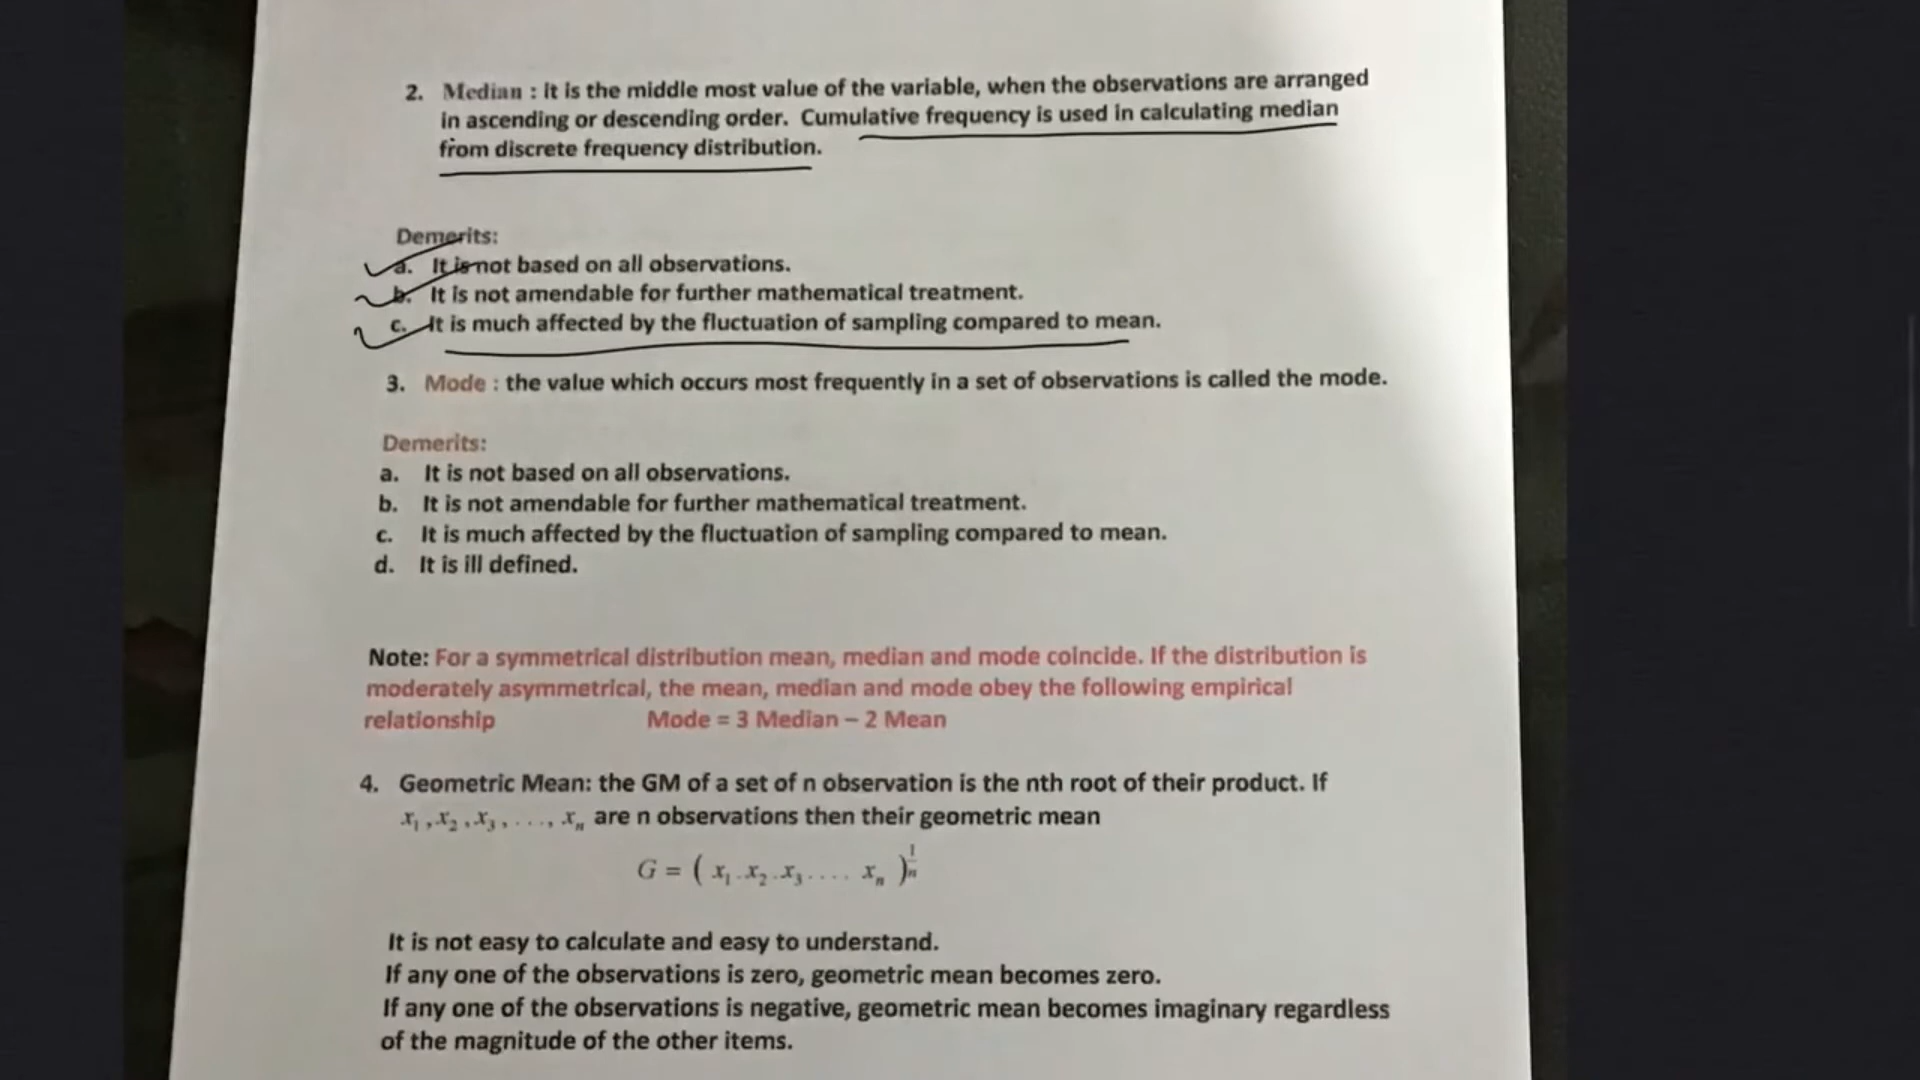 2. Median : it is the middle most value of the variable, when the observations are arranged
in ascending or descending order. Cumulative frequency is used in calculating median
from discrete frequency distribution.
Demerits:
a. It is not based on all observations.
b. It is not amendable for further mathematical treatment.
c. It is much affected by the fluctuation of sampling compared to mean.
3. Mode : the value which occurs most frequently in a set of observations is called the mode.
Demerits:
a. It is not based on all observations.
b. It is not amendable for further mathematical treatment.
c. It is much affected by the fluctuation of sampling compared to mean.
d. It is ill defined.
Note: For a symmetrical distribution mean, median and mode coincide. If the distribution is
moderately asymmetrical, the mean, median and mode obey the following empirical
relationship Mode = 3 Median – 2 Mean
4. Geometric Mean: the GM of a set of n observation is the nth root of their product. If
x₁ , x₂ , x₃ , . . . , xₙ are n observations then their geometric mean
G = ( x₁ . x₂ . x₃ . . . . xₙ )^(1/n)
It is not easy to calculate and easy to understand.
If any one of the observations is zero, geometric mean becomes zero.
If any one of the observations is negative, geometric mean becomes imaginary regardless
of the magnitude of the other items.